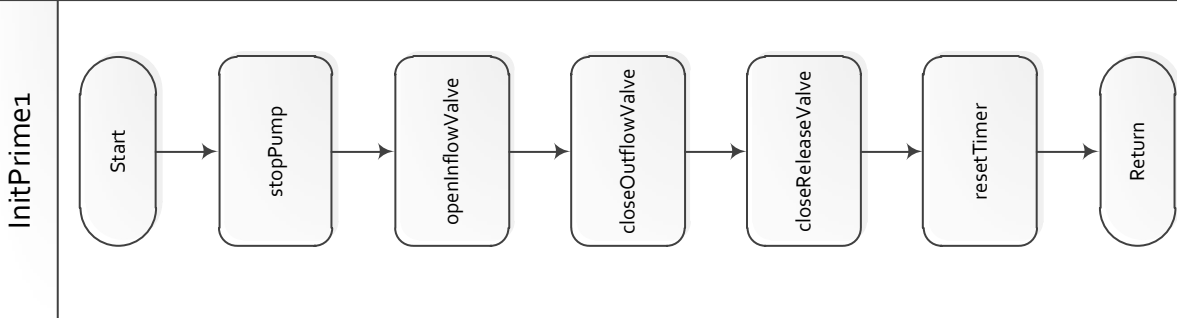 InitPrime1
Start
stopPump
openInflowValve
closeOutflowValve
closeReleaseValve
resetTimer
Return